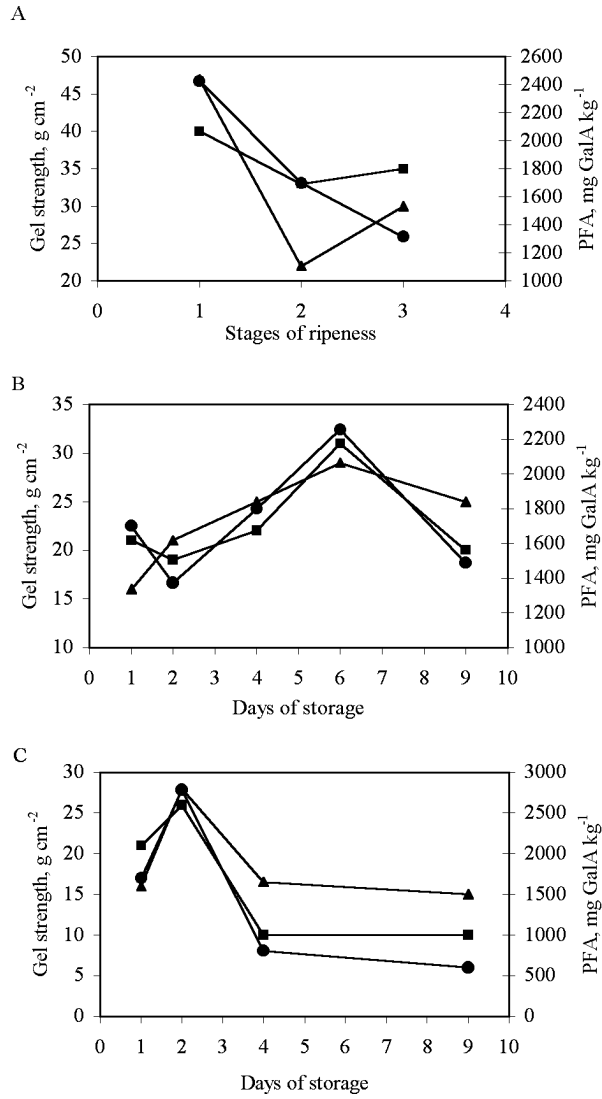 A
50
45
40
35
30
25
20
Gel strength, g cm⁻²
2600
2400
2200
2000
1800
1600
1400
1200
1000
PFA, mg GalA kg⁻¹
0 1 2 3 4
Stages of ripeness
B
35
30
25
20
15
10
Gel strength, g cm⁻²
2400
2200
2000
1800
1600
1400
1200
1000
PFA, mg GalA kg⁻¹
0 1 2 3 4 5 6 7 8 9 10
Days of storage
C
30
25
20
15
10
5
0
Gel strength, g cm⁻²
3000
2500
2000
1500
1000
500
0
PFA, mg GalA kg⁻¹
0 1 2 3 4 5 6 7 8 9 10
Days of storage